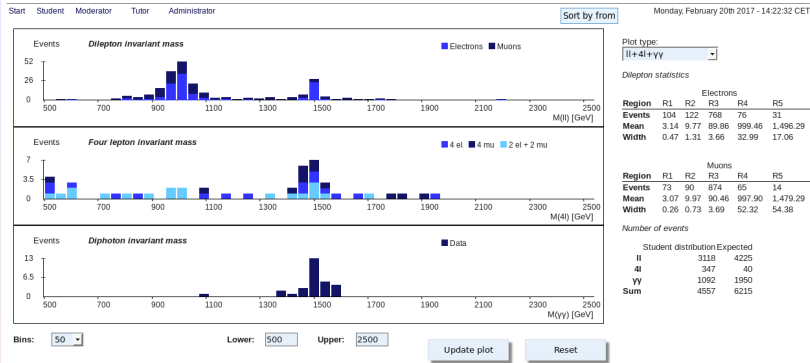 Start Student Moderator Tutor Administrator Sort by from Monday, February 20th 2017 - 14:22:32 CET
Events Dilepton invariant mass Electrons Muons
52
26
0
500 700 900 1100 1300 1500 1700 1900 2100 2300 2500
M(ll) [GeV]
Events Four lepton invariant mass 4 el 4 mu 2 el + 2 mu
7
3.5
0
500 700 900 1100 1300 1500 1700 1900 2100 2300 2500
M(4l) [GeV]
Events Diphoton invariant mass Data
13
6.5
0
500 700 900 1100 1300 1500 1700 1900 2100 2300 2500
M(γγ) [GeV]
Bins: 50 Lower: 500 Upper: 2500 Update plot Reset
Plot type:
ll+4l+γγ
Dilepton statistics
Electrons
Region R1 R2 R3 R4 R5
Events 104 122 768 76 31
Mean 3.14 9.77 89.86 999.46 1,496.29
Width 0.47 1.31 3.66 32.99 17.06
Muons
Region R1 R2 R3 R4 R5
Events 73 90 874 65 14
Mean 3.07 9.97 90.46 997.90 1,479.29
Width 0.26 0.73 3.69 52.32 54.38
Number of events
Student distribution Expected
ll 3118 4225
4l 347 40
γγ 1092 1950
Sum 4557 6215